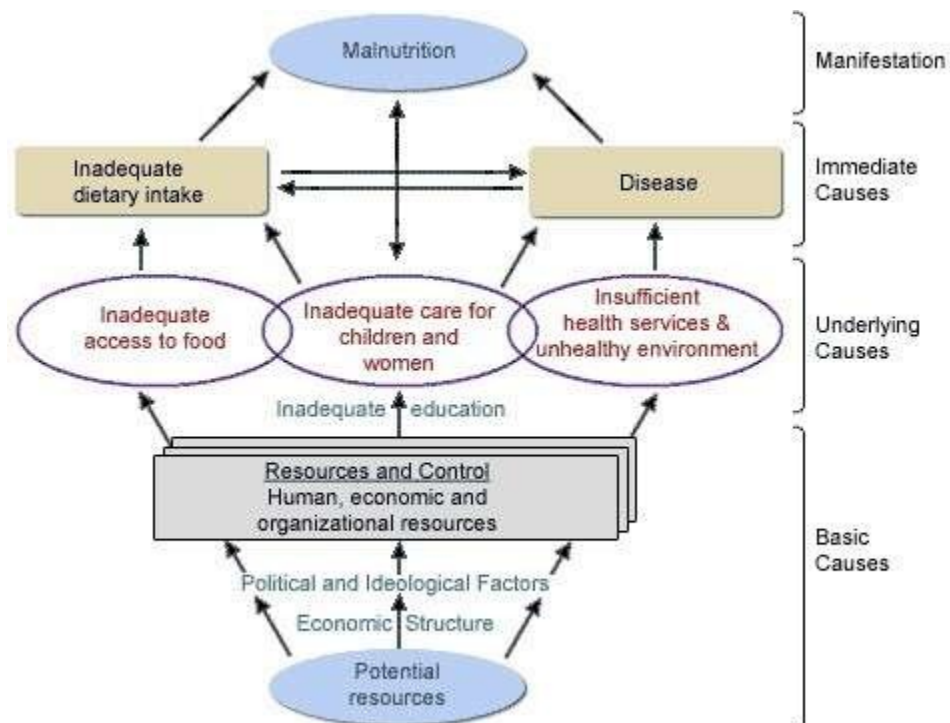 Malnutrition
Manifestation
Inadequate
dietary intake
Disease
Immediate
Causes
Inadequate
access to food
Inadequate care for
children and
women
Insufficient
health services &
unhealthy environment
Underlying
Causes
Inadequate education
Resources and Control
Human, economic and
organizational resources
Political and Ideological Factors
Economic Structure
Basic
Causes
Potential
resources